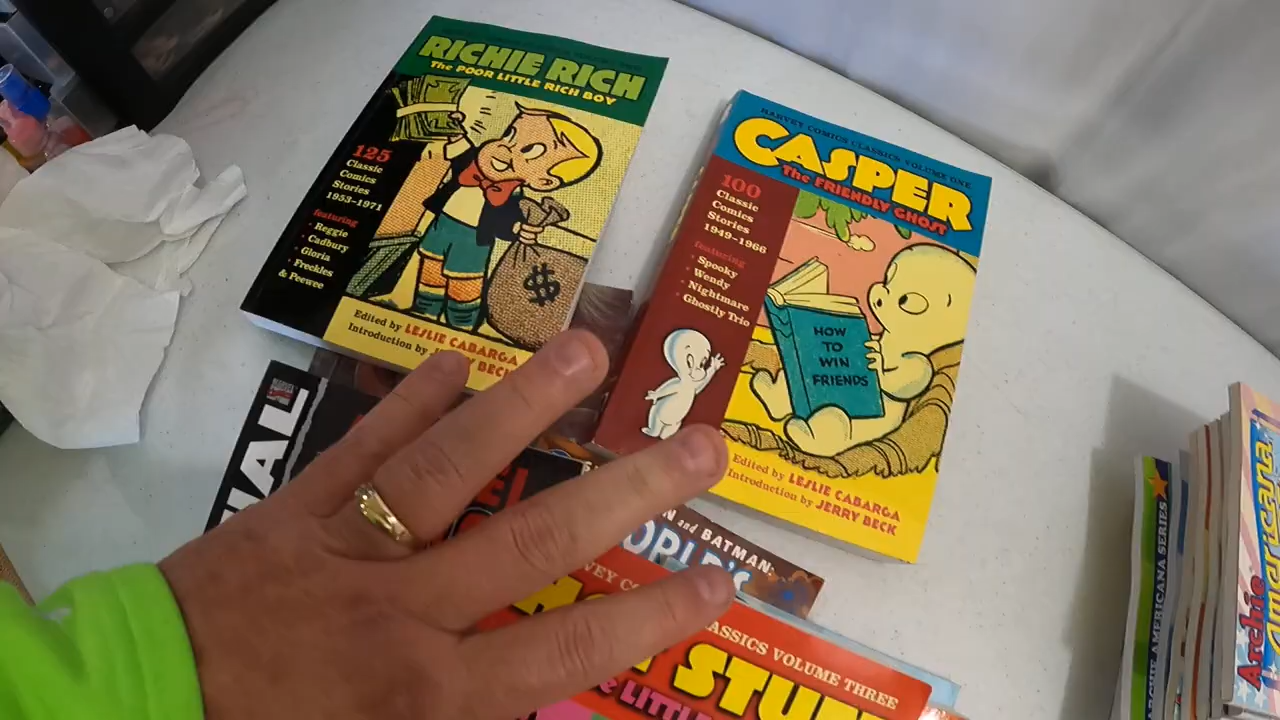 RICHIE RICH
The POOR LITTLE RICH BOY
125
Classic
Comics
Stories
1953-1971
featuring
• Reggie
• Cadbury
• Gloria
• Freckles
& Peewee
$
Edited by LESLIE CABARGA
Introduction by
HARVEY COMICS CLASSICS VOLUME ONE
CASPER
The FRIENDLY GHOST
100
Classic
Comics
Stories
1949-1966
featuring
• Spooky
• Wendy
• Nightmare
• Ghostly Trio
HOW
TO
WIN
FRIENDS
Edited by LESLIE CABARGA
Introduction by JERRY BECK
and BATMAN:
ASSICS VOLUME THREE
ARCHIE AMERICANA SERIES
Archie
Americana